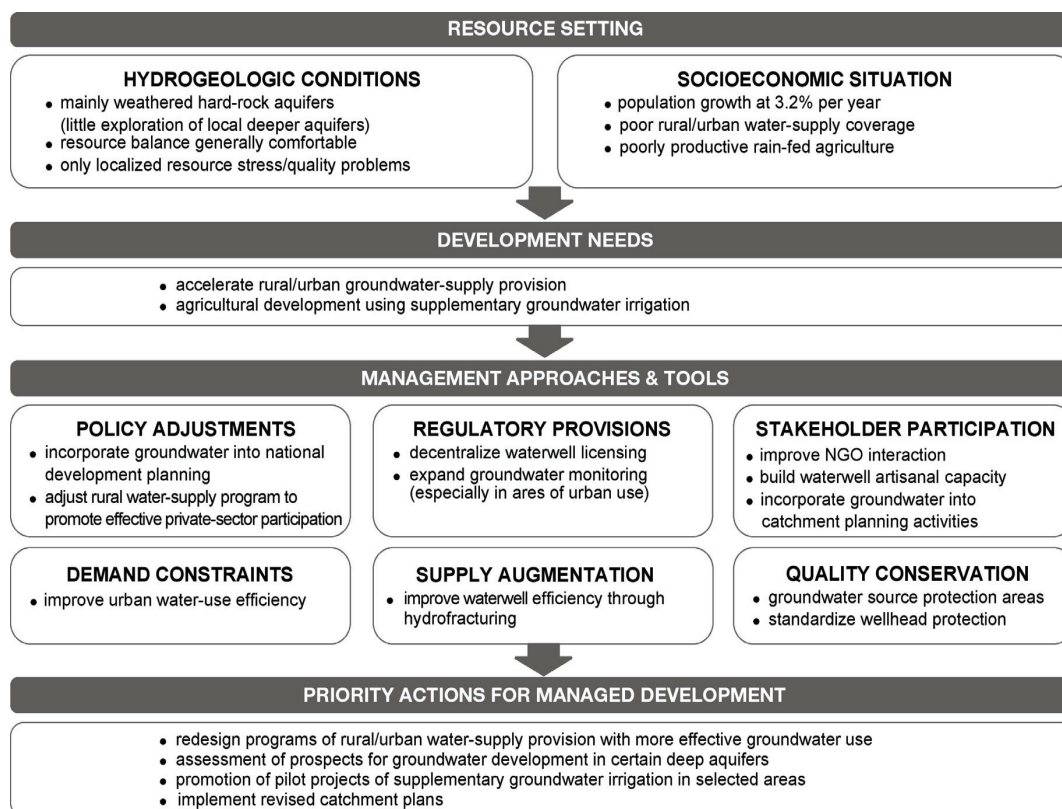 RESOURCE SETTING
HYDROGEOLOGIC CONDITIONS
• mainly weathered hard-rock aquifers
(little exploration of local deeper aquifers)
• resource balance generally comfortable
• only localized resource stress/quality problems
SOCIOECONOMIC SITUATION
• population growth at 3.2% per year
• poor rural/urban water-supply coverage
• poorly productive rain-fed agriculture
DEVELOPMENT NEEDS
• accelerate rural/urban groundwater-supply provision
• agricultural development using supplementary groundwater irrigation
MANAGEMENT APPROACHES & TOOLS
POLICY ADJUSTMENTS
• incorporate groundwater into national
development planning
• adjust rural water-supply program to
promote effective private-sector participation
REGULATORY PROVISIONS
• decentralize waterwell licensing
• expand groundwater monitoring
(especially in ares of urban use)
STAKEHOLDER PARTICIPATION
• improve NGO interaction
• build waterwell artisanal capacity
• incorporate groundwater into
catchment planning activities
DEMAND CONSTRAINTS
• improve urban water-use efficiency
SUPPLY AUGMENTATION
• improve waterwell efficiency through
hydrofracturing
QUALITY CONSERVATION
• groundwater source protection areas
• standardize wellhead protection
PRIORITY ACTIONS FOR MANAGED DEVELOPMENT
• redesign programs of rural/urban water-supply provision with more effective groundwater use
• assessment of prospects for groundwater development in certain deep aquifers
• promotion of pilot projects of supplementary groundwater irrigation in selected areas
• implement revised catchment plans